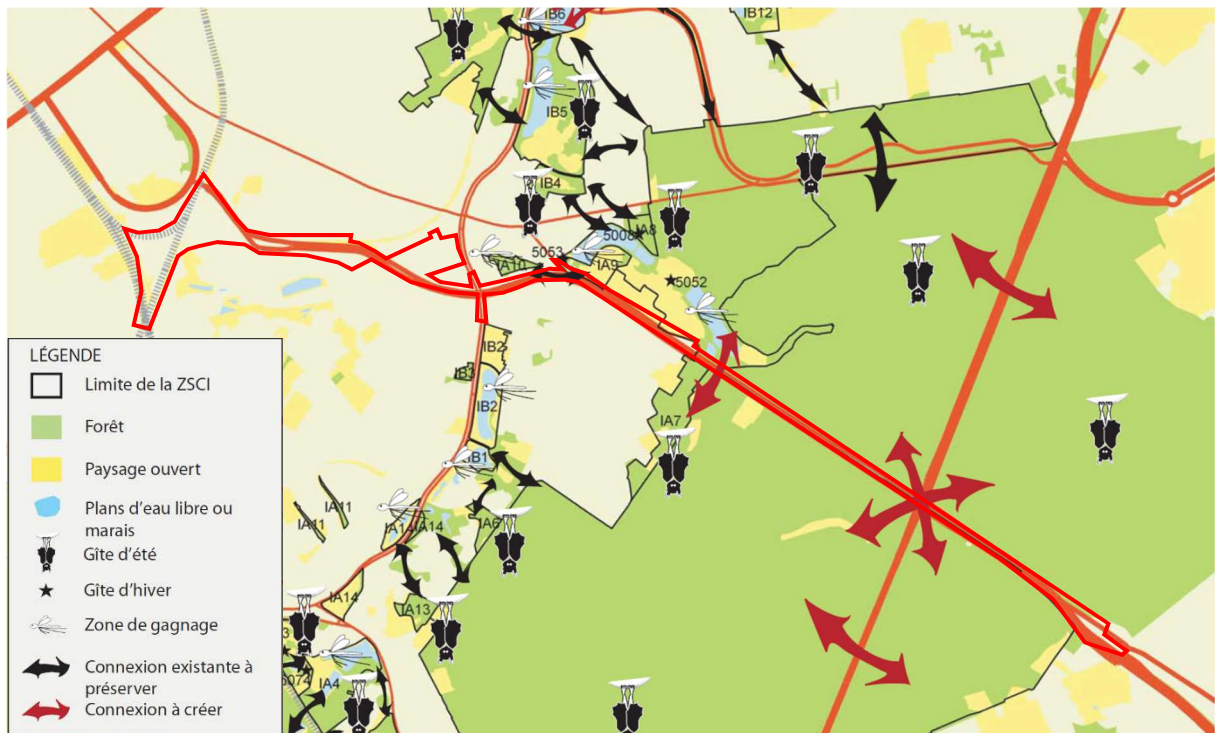 IB6
IB12
IB5
IB4
IA8
5008
5053
IA10
IA9
5052
IB2
IB3
IB2
IA7
IB1
IA11
IA11
IA14
IA14
IA6
IA14
IA13
5074
IA4
LÉGENDE
Limite de la ZSCI
Forêt
Paysage ouvert
Plans d'eau libre ou
marais
Gîte d'été
Gîte d'hiver
Zone de gagnage
Connexion existante à
préserver
Connexion à créer